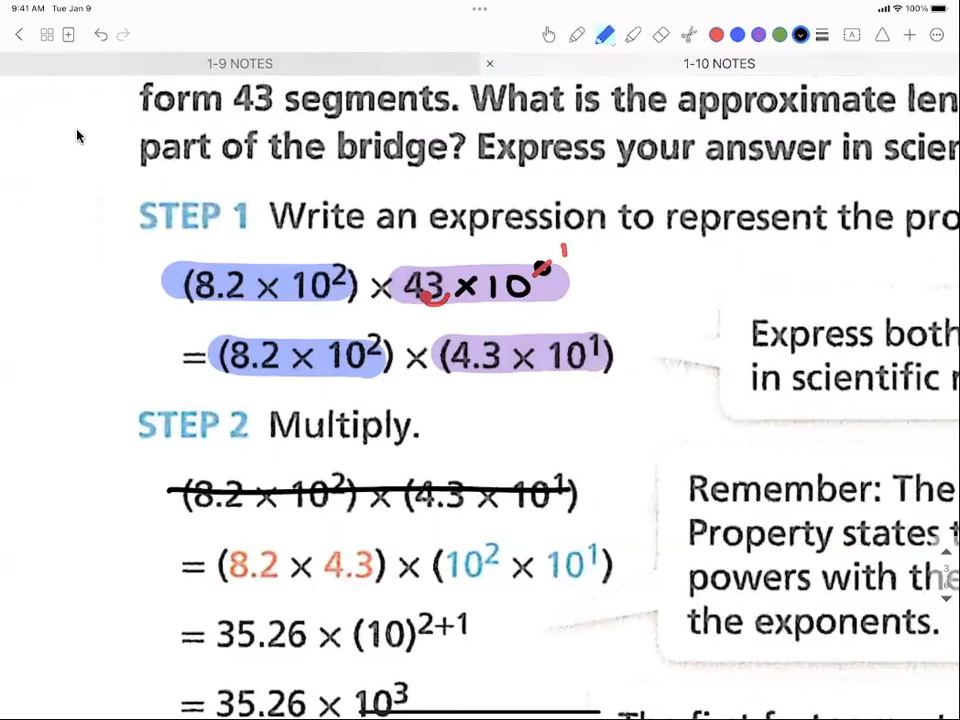 9:41 AM Tue Jan 9
100%
1-9 NOTES
1-10 NOTES
form 43 segments. What is the approximate len
part of the bridge? Express your answer in scien
STEP 1 Write an expression to represent the pro
(8.2 × 10²) × 43 × 10⁰ 1
= (8.2 × 10²) × (4.3 × 10¹)
Express both
in scientific n
STEP 2 Multiply.
(8.2 × 10²) × (4.3 × 10¹)
= (8.2 × 4.3) × (10² × 10¹)
= 35.26 × (10)²⁺¹
= 35.26 × 10³
Remember: The
Property states t
powers with the
the exponents.